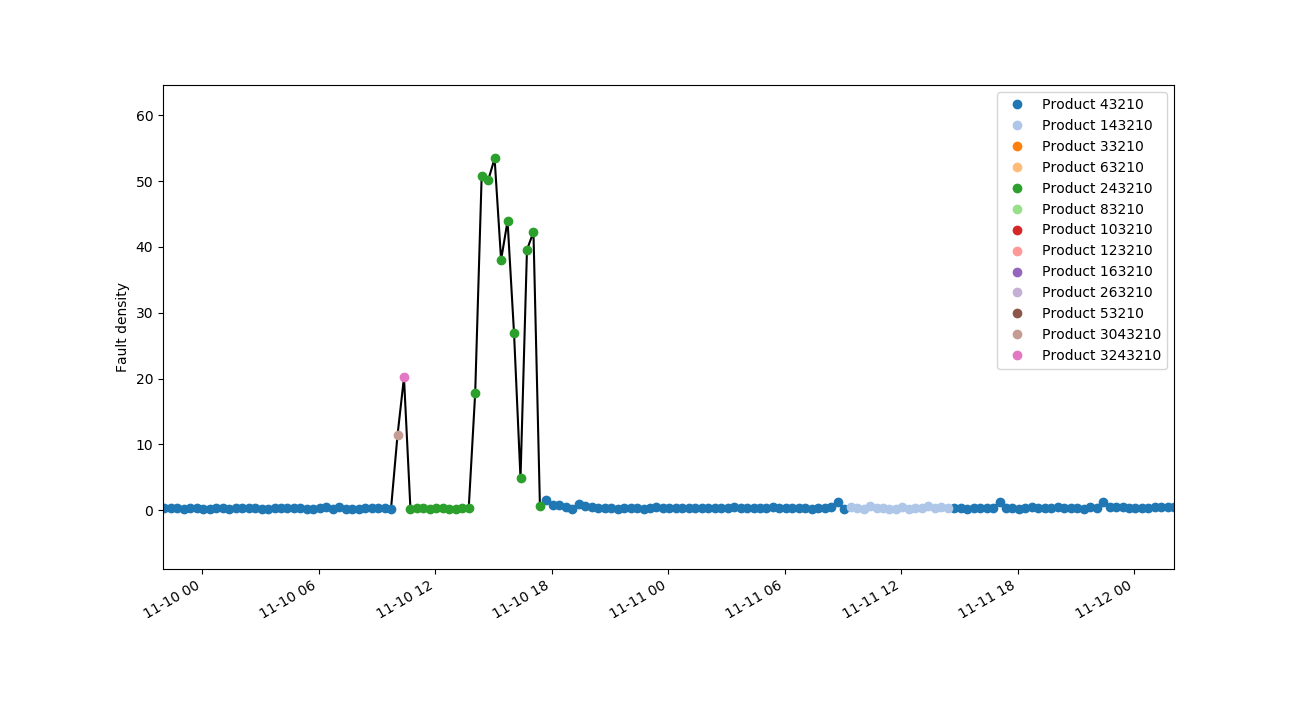 60
50
40
30
20
10
0
Fault density
11-10 00
11-10 06
11-10 12
11-10 18
11-11 00
11-11 06
11-11 12
11-11 18
11-12 00
Product 43210
Product 143210
Product 33210
Product 63210
Product 243210
Product 83210
Product 103210
Product 123210
Product 163210
Product 263210
Product 53210
Product 3043210
Product 3243210